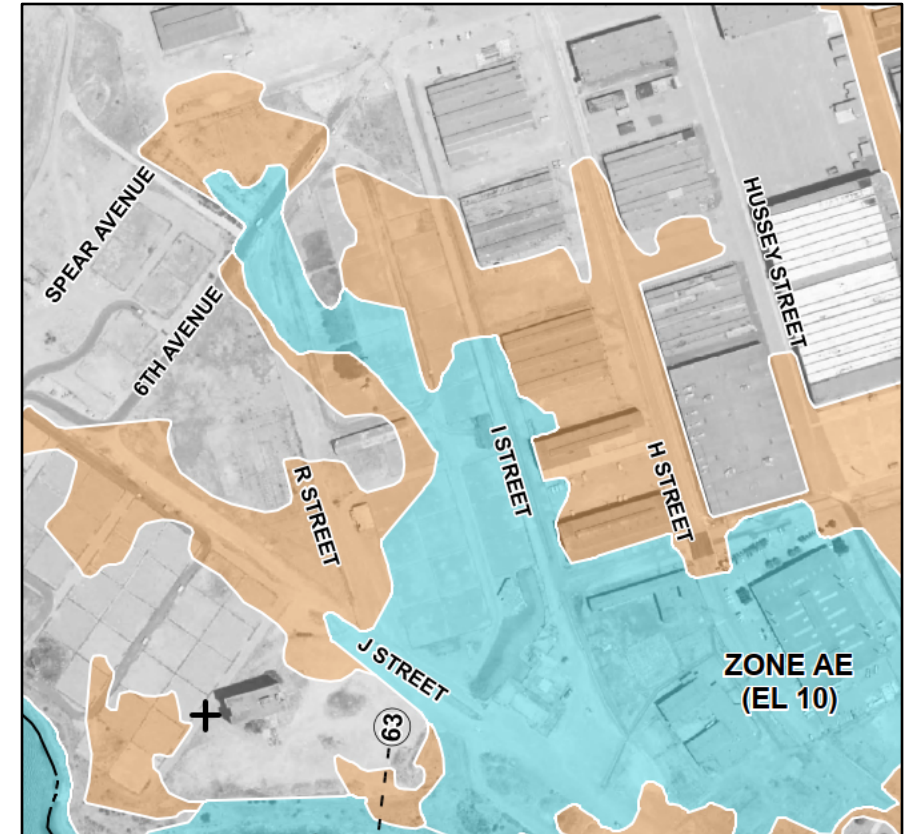 SPEAR AVENUE
HUSSEY STREET
6TH AVENUE
I STREET
H STREET
R STREET
J STREET
ZONE AE
(EL 10)
63